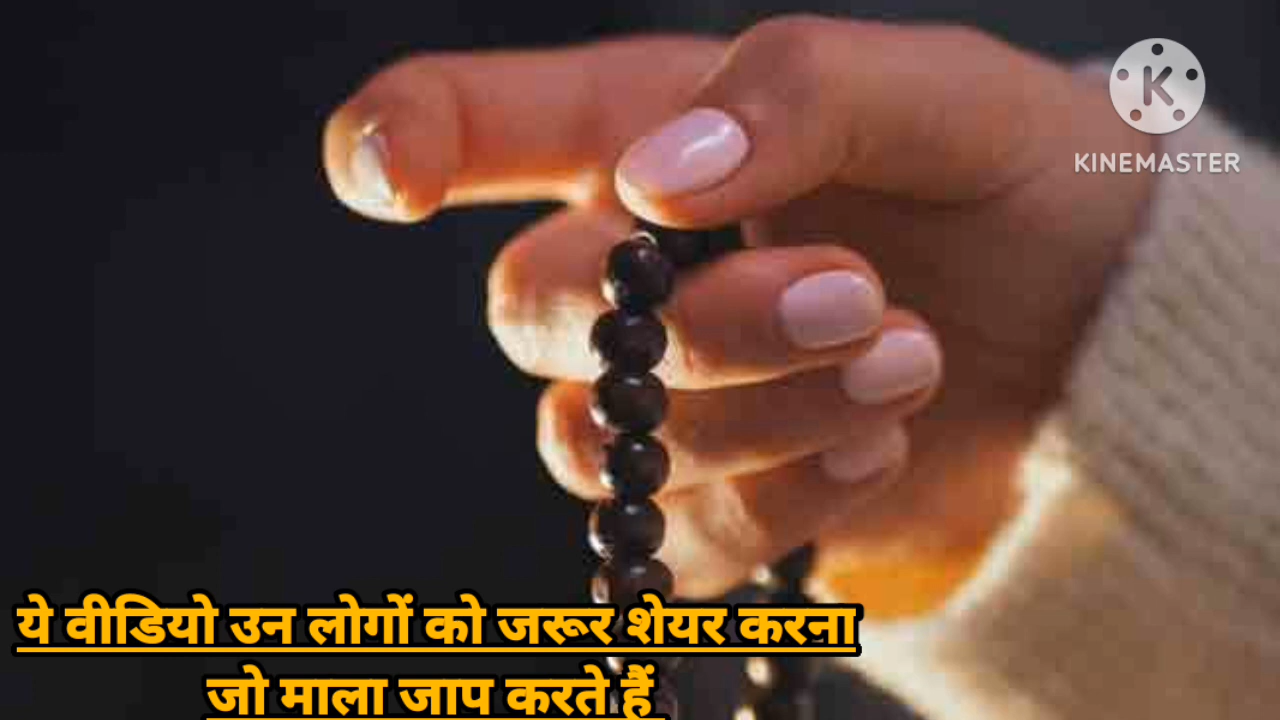 K
KINEMASTER
ये वीडियो उन लोगों को जरूर शेयर करना
जो माला जाप करते हैं